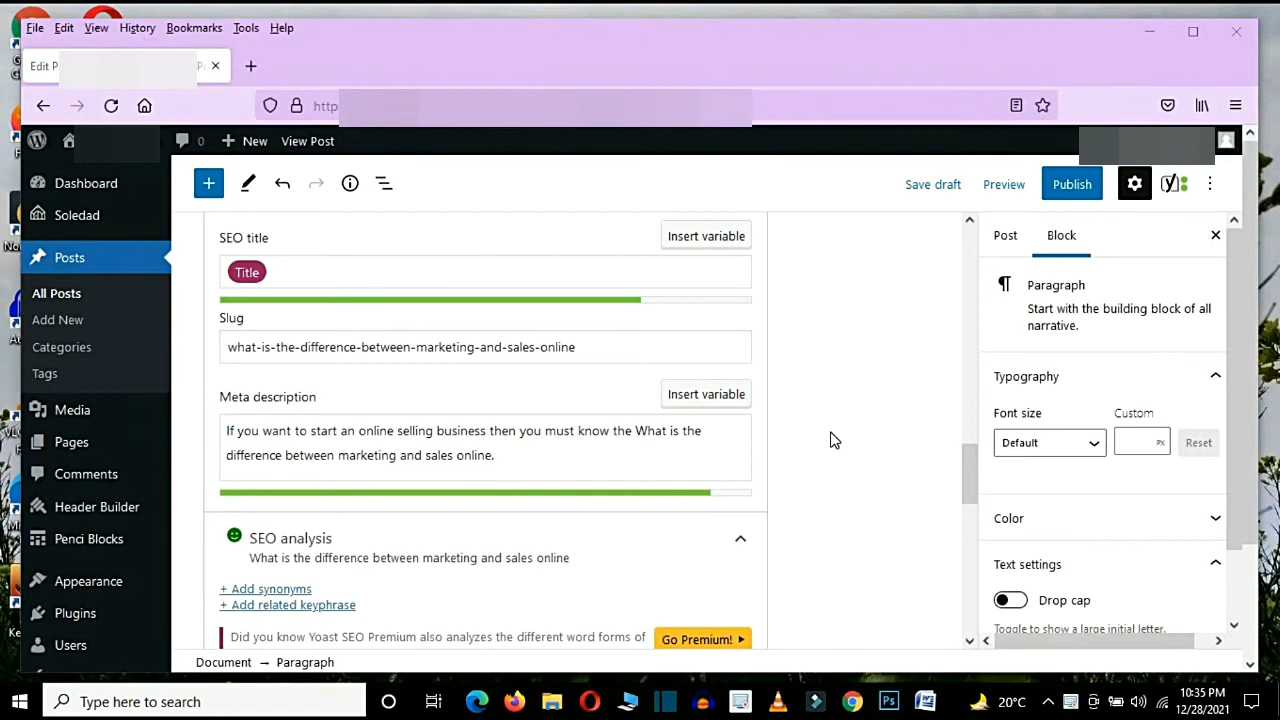 File Edit View History Bookmarks Tools Help
Edit P
http
0 New View Post
Dashboard
Soledad
Posts
All Posts
Add New
Categories
Tags
Media
Pages
Comments
Header Builder
Penci Blocks
Appearance
Plugins
Users
Save draft Preview Publish
SEO title
Insert variable
Title
Slug
what-is-the-difference-between-marketing-and-sales-online
Meta description
Insert variable
If you want to start an online selling business then you must know the What is the
difference between marketing and sales online.
SEO analysis
What is the difference between marketing and sales online
+ Add synonyms
+ Add related keyphrase
Did you know Yoast SEO Premium also analyzes the different word forms of
Go Premium!
Document → Paragraph
Post Block
Paragraph
Start with the building block of all
narrative.
Typography
Font size Custom
Default PX Reset
Color
Text settings
Drop cap
Toggle to show a large initial letter.
Type here to search
20°C
10:35 PM
12/28/2021